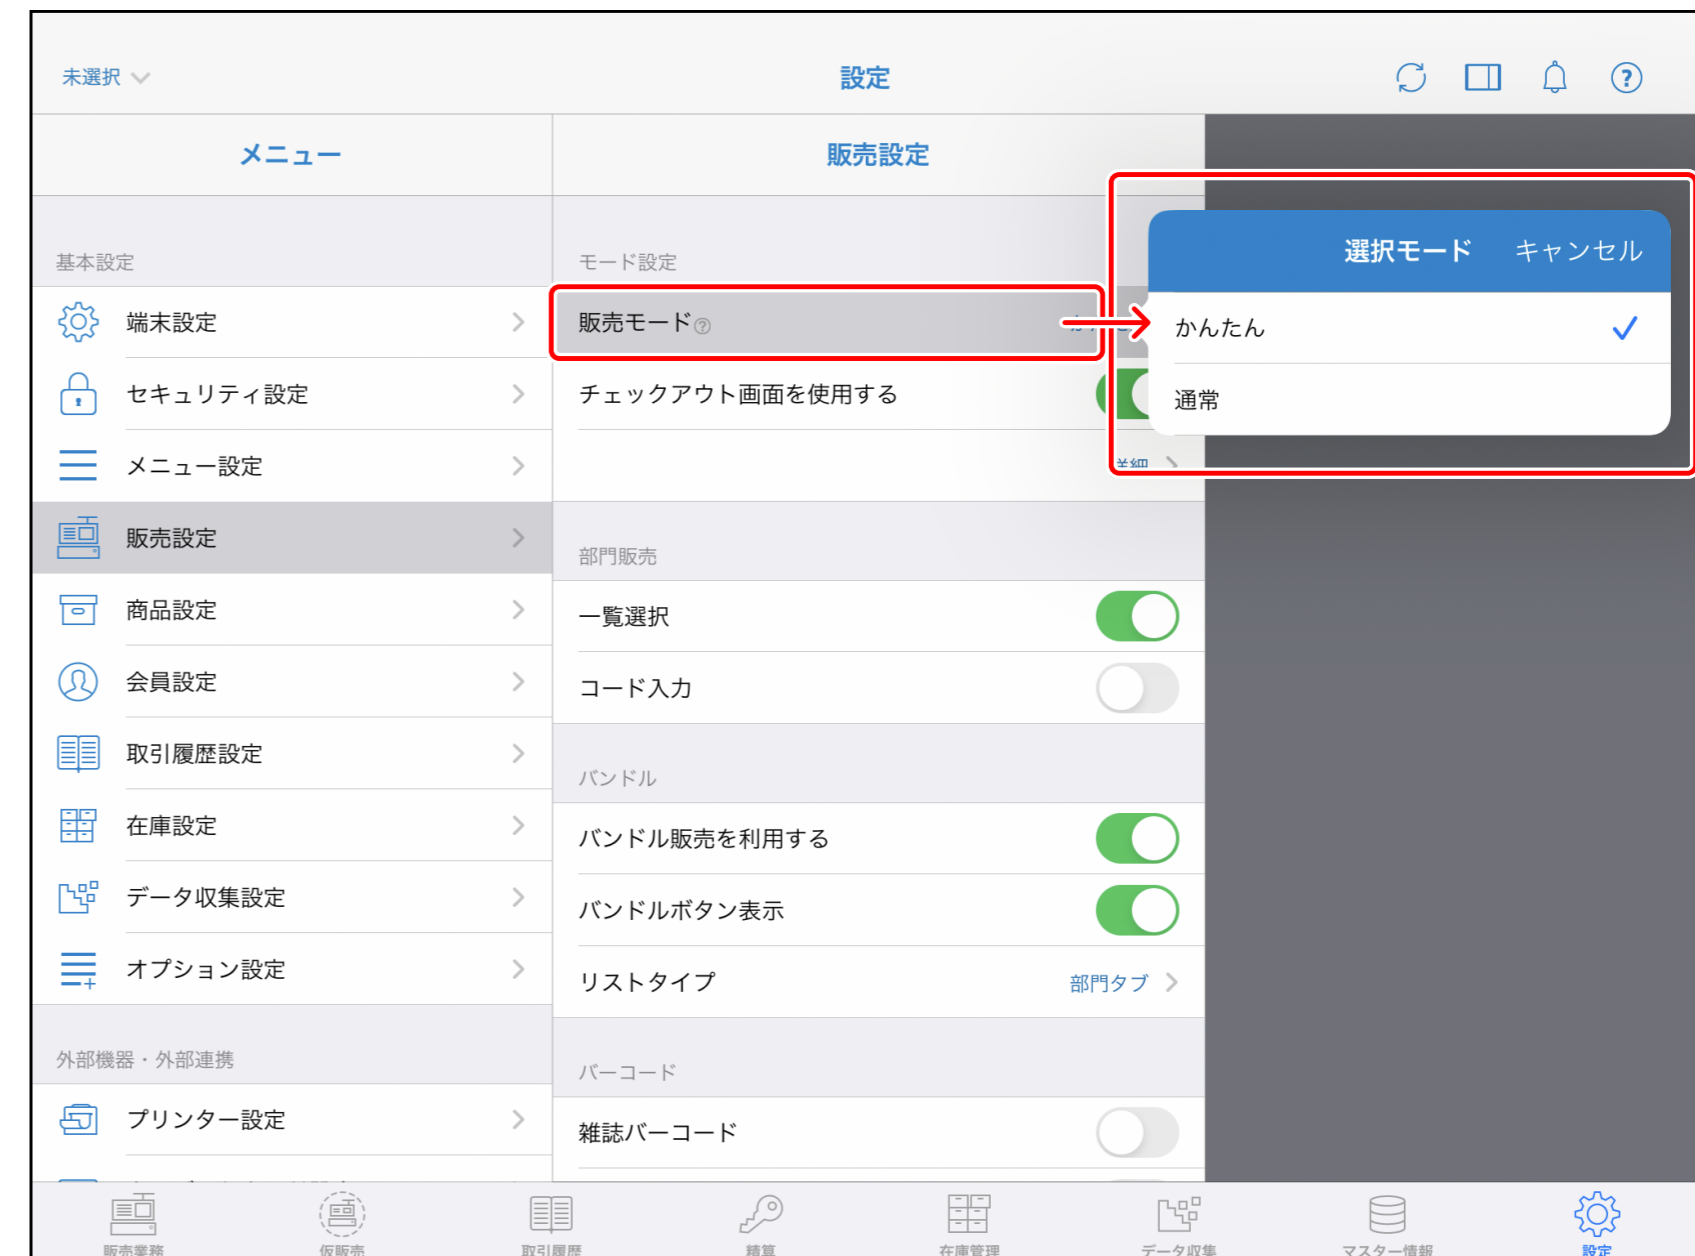 未選択
設定
メニュー
販売設定
基本設定
端末設定
セキュリティ設定
メニュー設定
販売設定
商品設定
会員設定
取引履歴設定
在庫設定
データ収集設定
オプション設定
外部機器・外部連携
プリンター設定
モード設定
販売モード
チェックアウト画面を使用する
詳細
部門販売
一覧選択
コード入力
バンドル
バンドル販売を利用する
バンドルボタン表示
リストタイプ 部門タブ
バーコード
雑誌バーコード
選択モード キャンセル
かんたん
通常
販売業務 仮販売 取引履歴 精算 在庫管理 データ収集 マスター情報 設定